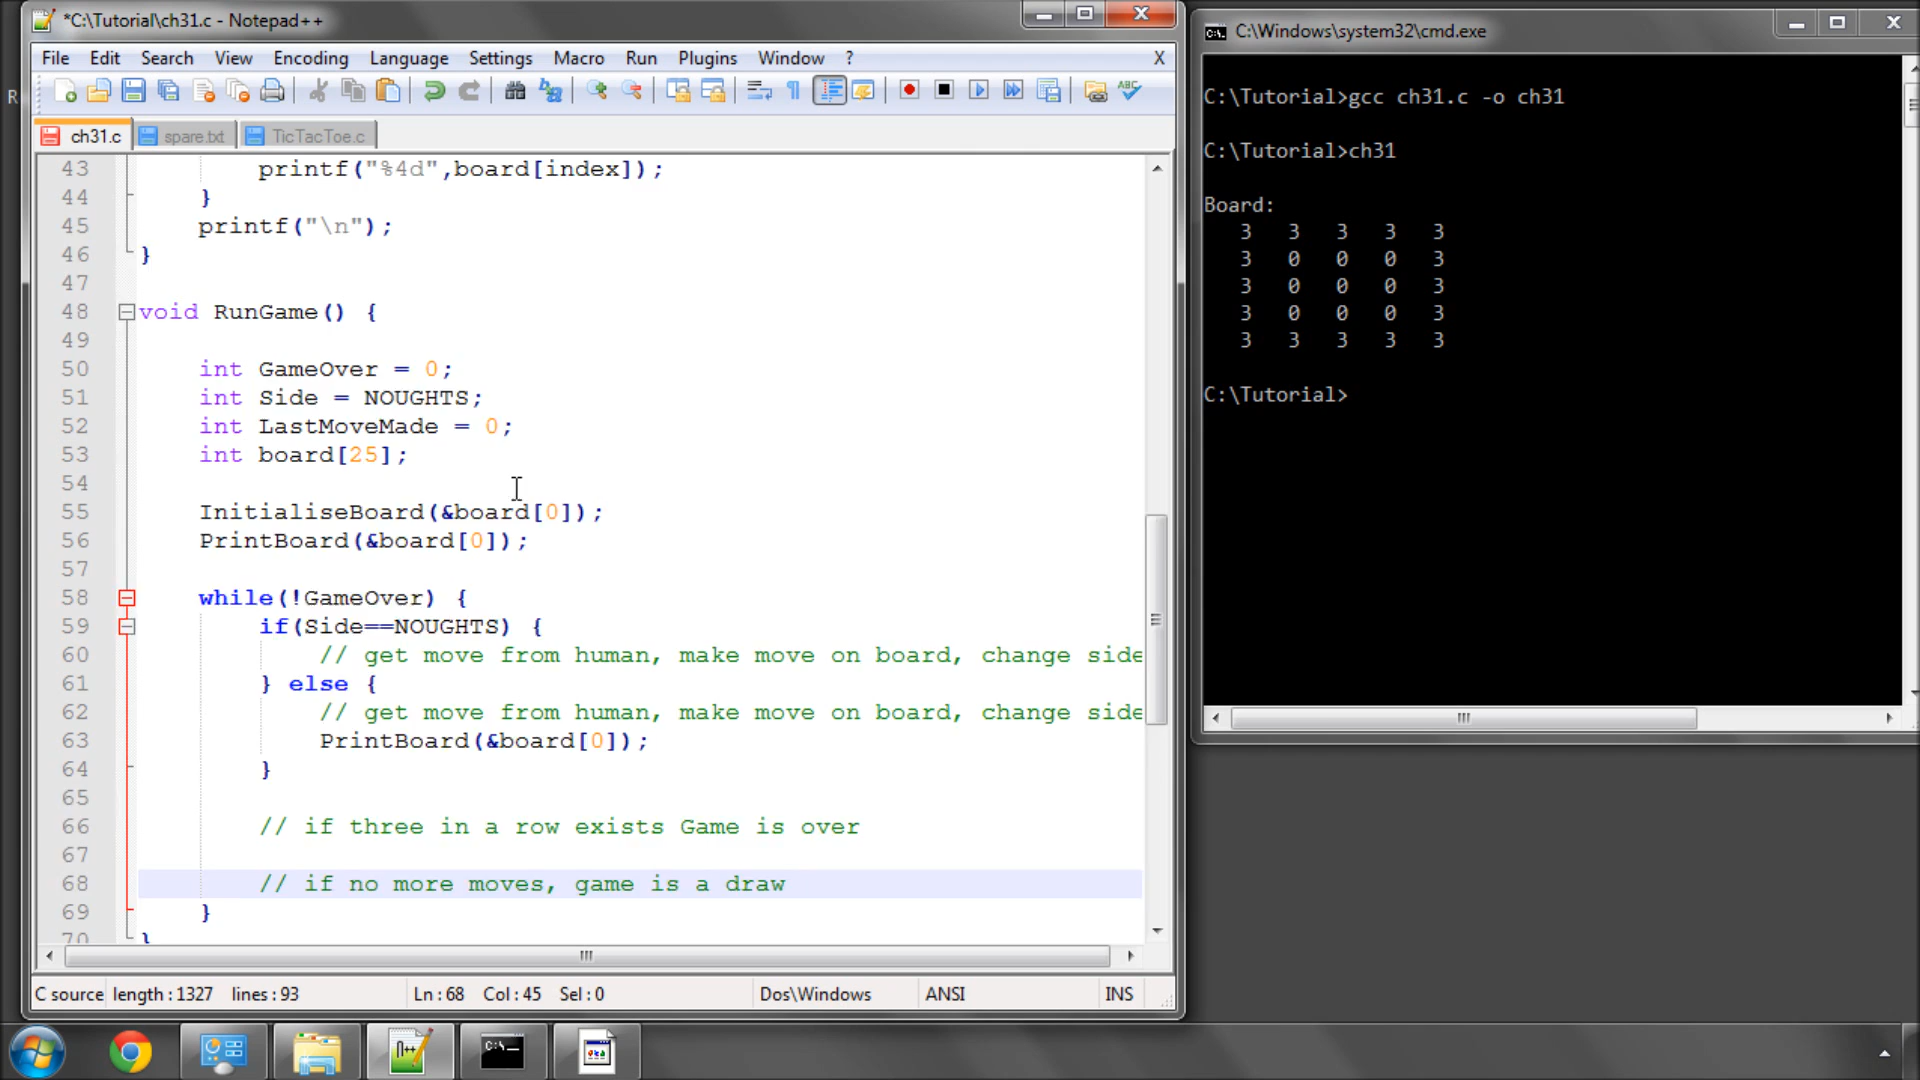 *C:\Tutorial\ch31.c - Notepad++
File Edit Search View Encoding Language Settings Macro Run Plugins Window ? X
ch31.c spare.txt TicTacToe.c
43 printf("%4d",board[index]);
44 }
45 printf("\n");
46 }
47
48 void RunGame() {
49
50 int GameOver = 0;
51 int Side = NOUGHTS;
52 int LastMoveMade = 0;
53 int board[25];
54
55 InitialiseBoard(&board[0]);
56 PrintBoard(&board[0]);
57
58 while(!GameOver) {
59 if(Side==NOUGHTS) {
60 // get move from human, make move on board, change side
61 } else {
62 // get move from human, make move on board, change side
63 PrintBoard(&board[0]);
64 }
65
66 // if three in a row exists Game is over
67
68 // if no more moves, game is a draw
69 }
70 }
C source length : 1327 lines : 93 Ln : 68 Col : 45 Sel : 0 Dos\Windows ANSI INS
C:\Windows\system32\cmd.exe
C:\Tutorial>gcc ch31.c -o ch31
C:\Tutorial>ch31
Board:
3 3 3 3 3
3 0 0 0 3
3 0 0 0 3
3 0 0 0 3
3 3 3 3 3
C:\Tutorial>